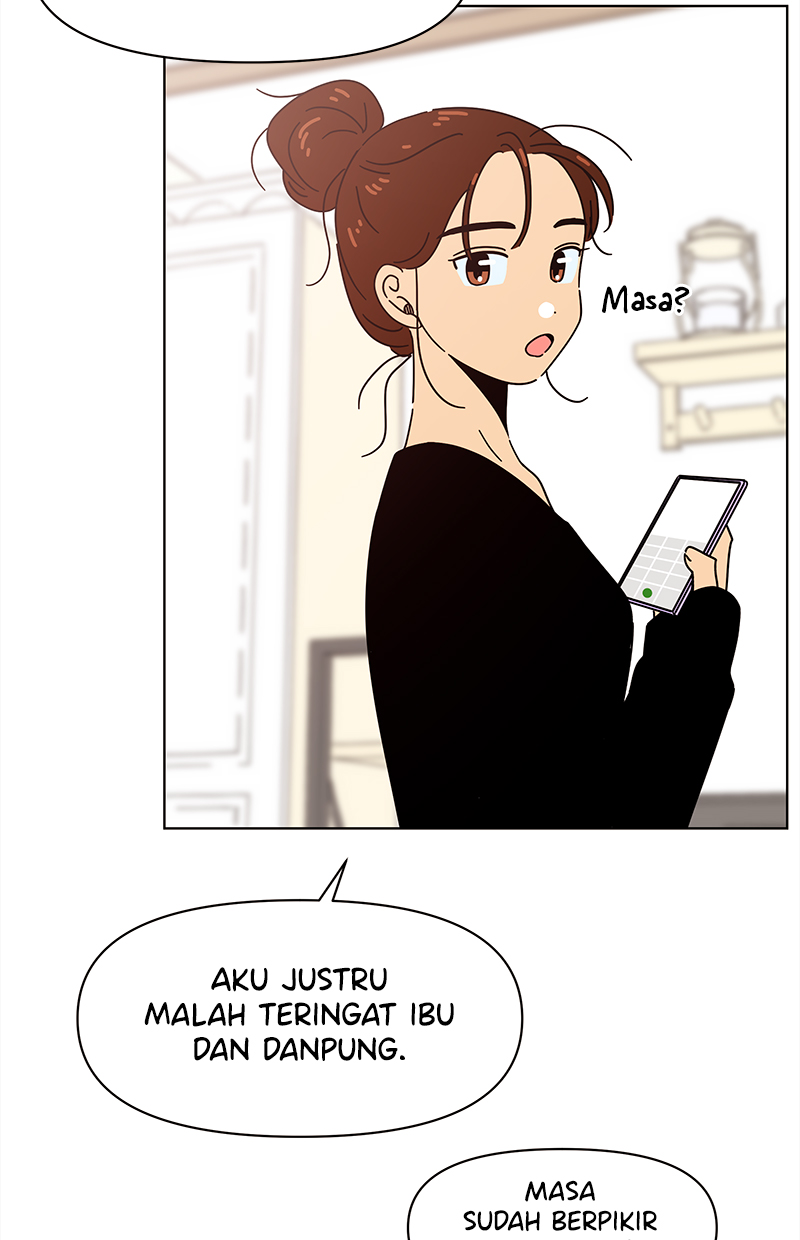 Masa?
AKU JUSTRU
MALAH TERINGAT IBU
DAN DANPUNG.
MASA
SUDAH BERPIKIR